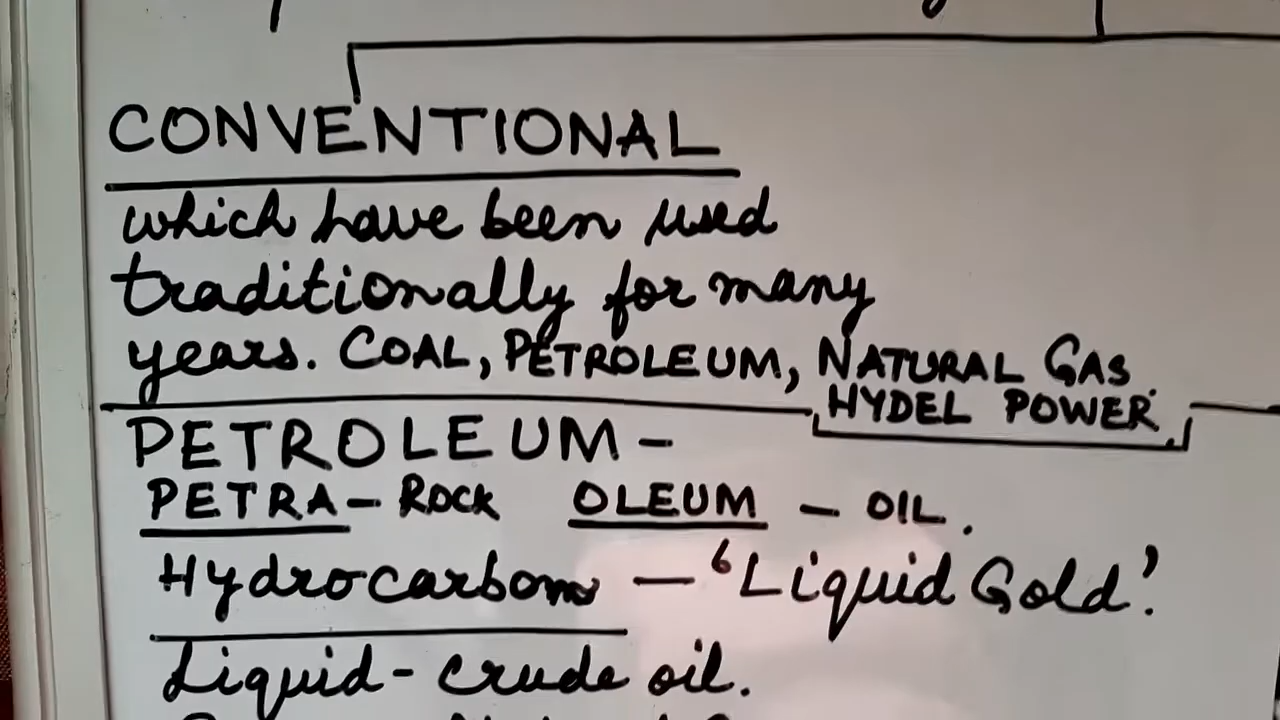 CONVENTIONAL
which have been used
traditionally for many
years. COAL, PETROLEUM, NATURAL GAS.
HYDEL POWER.
PETROLEUM -
PETRA - ROCK OLEUM - OIL.
Hydrocarbons - 'Liquid Gold'.
Liquid - crude oil.